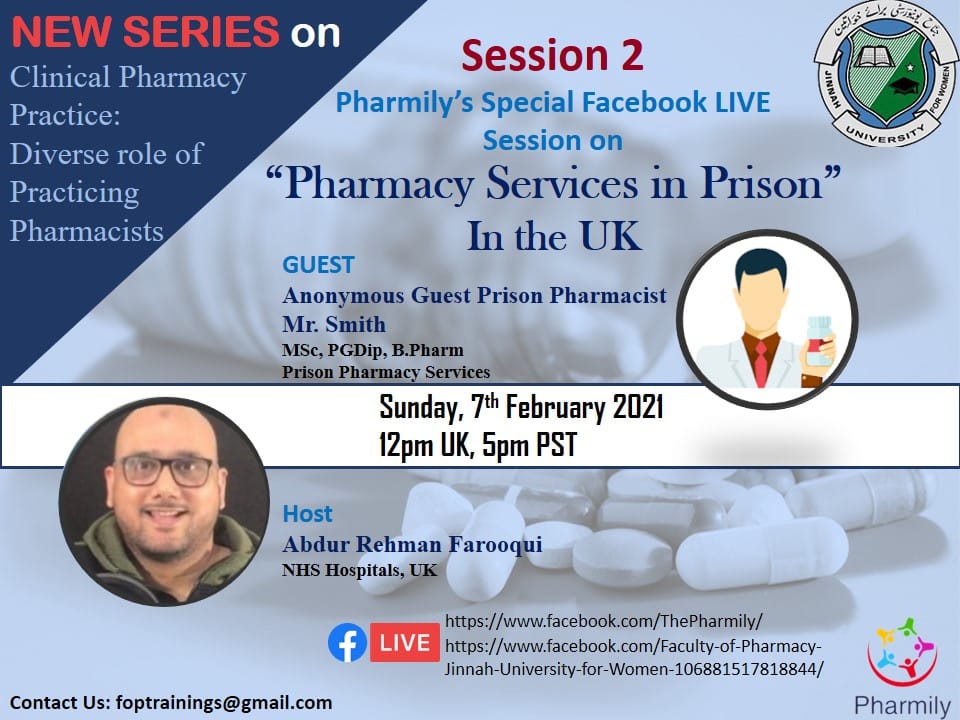 NEW SERIES on
Clinical Pharmacy
Practice:
Diverse role of
Practicing
Pharmacists
Session 2
Pharmily's Special Facebook LIVE
Session on
“Pharmacy Services in Prison”
In the UK
جناح یونیورسٹی برائے خواتین
JINNAH
UNIVERSITY
FOR WOMEN
GUEST
Anonymous Guest Prison Pharmacist
Mr. Smith
MSc, PGDip, B.Pharm
Prison Pharmacy Services
Sunday, 7th February 2021
12pm UK, 5pm PST
Host
Abdur Rehman Farooqui
NHS Hospitals, UK
LIVE
https://www.facebook.com/ThePharmily/
https://www.facebook.com/Faculty-of-Pharmacy-
Jinnah-University-for-Women-106881517818844/
Contact Us: foptrainings@gmail.com
Pharmily